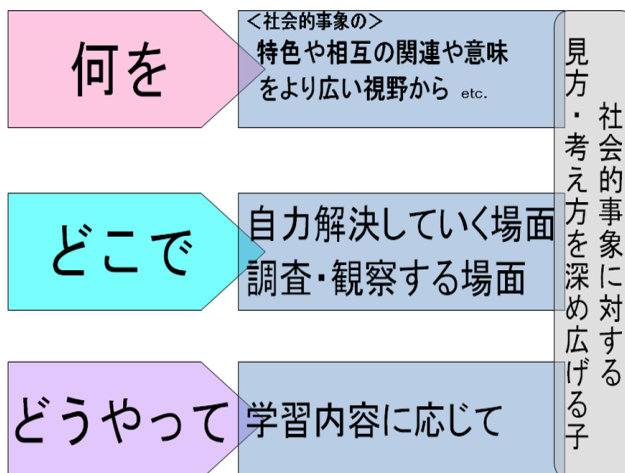 何を
＜社会的事象の＞
特色や相互の関連や意味
をより広い視野から etc.
どこで
自力解決していく場面
調査・観察する場面
どうやって
学習内容に応じて
社会的事象に対する
見方・考え方を深め広げる子